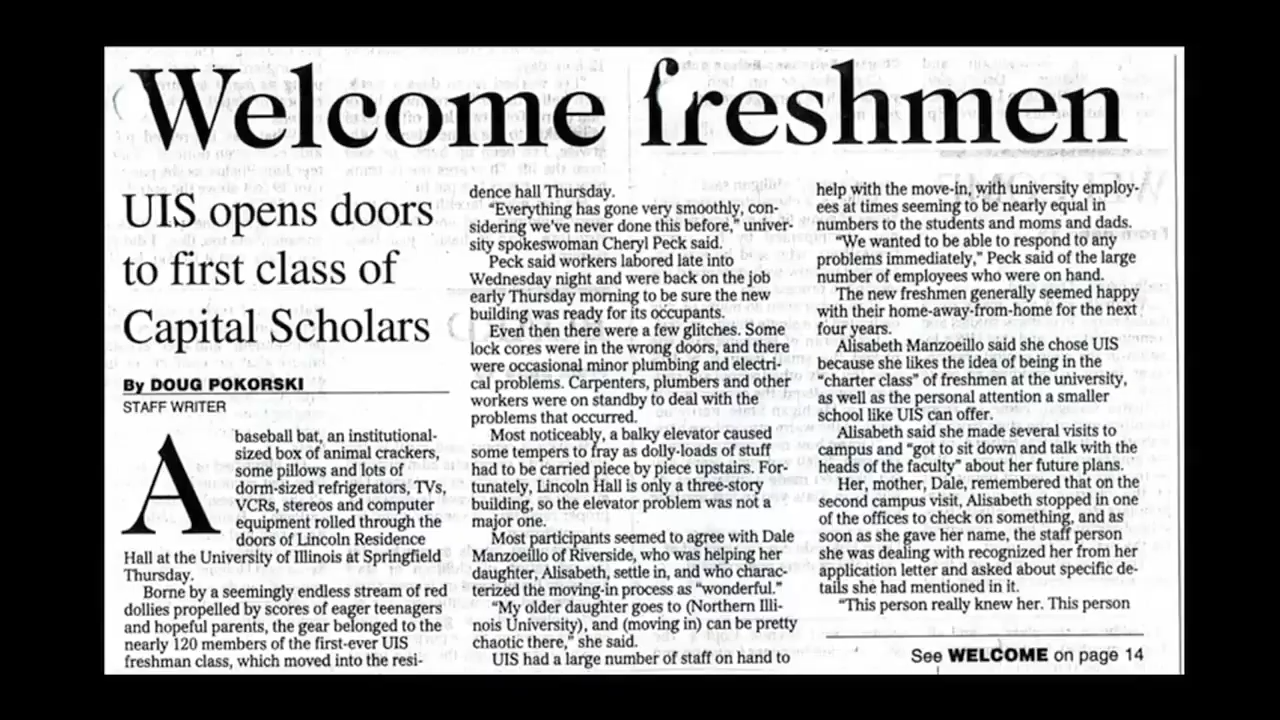 Welcome freshmen
UIS opens doors
to first class of
Capital Scholars
By DOUG POKORSKI
STAFF WRITER
A baseball bat, an institutional-
sized box of animal crackers,
some pillows and lots of
dorm-sized refrigerators, TVs,
VCRs, stereos and computer
equipment rolled through the
doors of Lincoln Residence
Hall at the University of Illinois at Springfield
Thursday.
Borne by a seemingly endless stream of red
dollies propelled by scores of eager teenagers
and hopeful parents, the gear belonged to the
nearly 120 members of the first-ever UIS
freshman class, which moved into the resi-
dence hall Thursday.
“Everything has gone very smoothly, con-
sidering we’ve never done this before,” univer-
sity spokeswoman Cheryl Peck said.
Peck said workers labored late into
Wednesday night and were back on the job
early Thursday morning to be sure the new
building was ready for its occupants.
Even then there were a few glitches. Some
lock cores were in the wrong doors, and there
were occasional minor plumbing and electri-
cal problems. Carpenters, plumbers and other
workers were on standby to deal with the
problems that occurred.
Most noticeably, a balky elevator caused
some tempers to fray as dolly-loads of stuff
had to be carried piece by piece upstairs. For-
tunately, Lincoln Hall is only a three-story
building, so the elevator problem was not a
major one.
Most participants seemed to agree with Dale
Manzoeillo of Riverside, who was helping her
daughter, Alisabeth, settle in, and who charac-
terized the moving-in process as “wonderful.”
“My older daughter goes to (Northern Illi-
nois University), and (moving in) can be pretty
chaotic there,” she said.
UIS had a large number of staff on hand to
help with the move-in, with university employ-
ees at times seeming to be nearly equal in
numbers to the students and moms and dads.
“We wanted to be able to respond to any
problems immediately,” Peck said of the large
number of employees who were on hand.
The new freshmen generally seemed happy
with their home-away-from-home for the next
four years.
Alisabeth Manzoeillo said she chose UIS
because she likes the idea of being in the
“charter class” of freshmen at the university,
as well as the personal attention a smaller
school like UIS can offer.
Alisabeth said she made several visits to
campus and “got to sit down and talk with the
heads of the faculty” about her future plans.
Her, mother, Dale, remembered that on the
second campus visit, Alisabeth stopped in one
of the offices to check on something, and as
soon as she gave her name, the staff person
she was dealing with recognized her from her
application letter and asked about specific de-
tails she had mentioned in it.
“This person really knew her. This person
See WELCOME on page 14